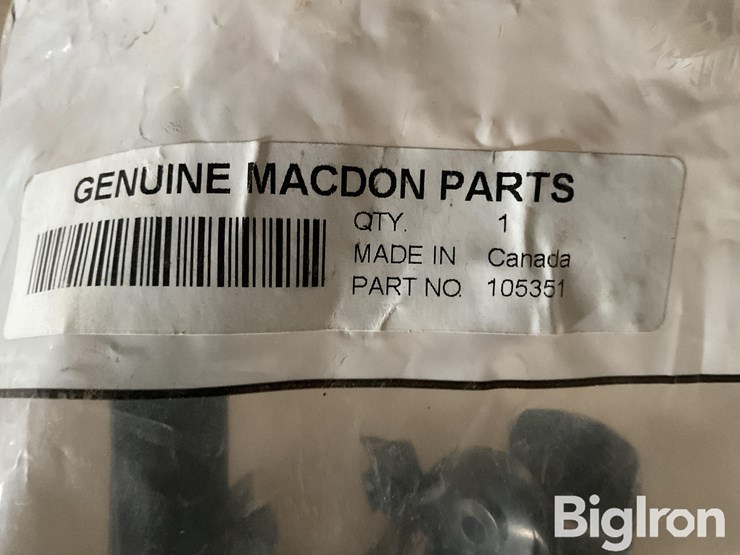 GENUINE MACDON PARTS
QTY. 1
MADE IN Canada
PART NO. 105351
BigIron